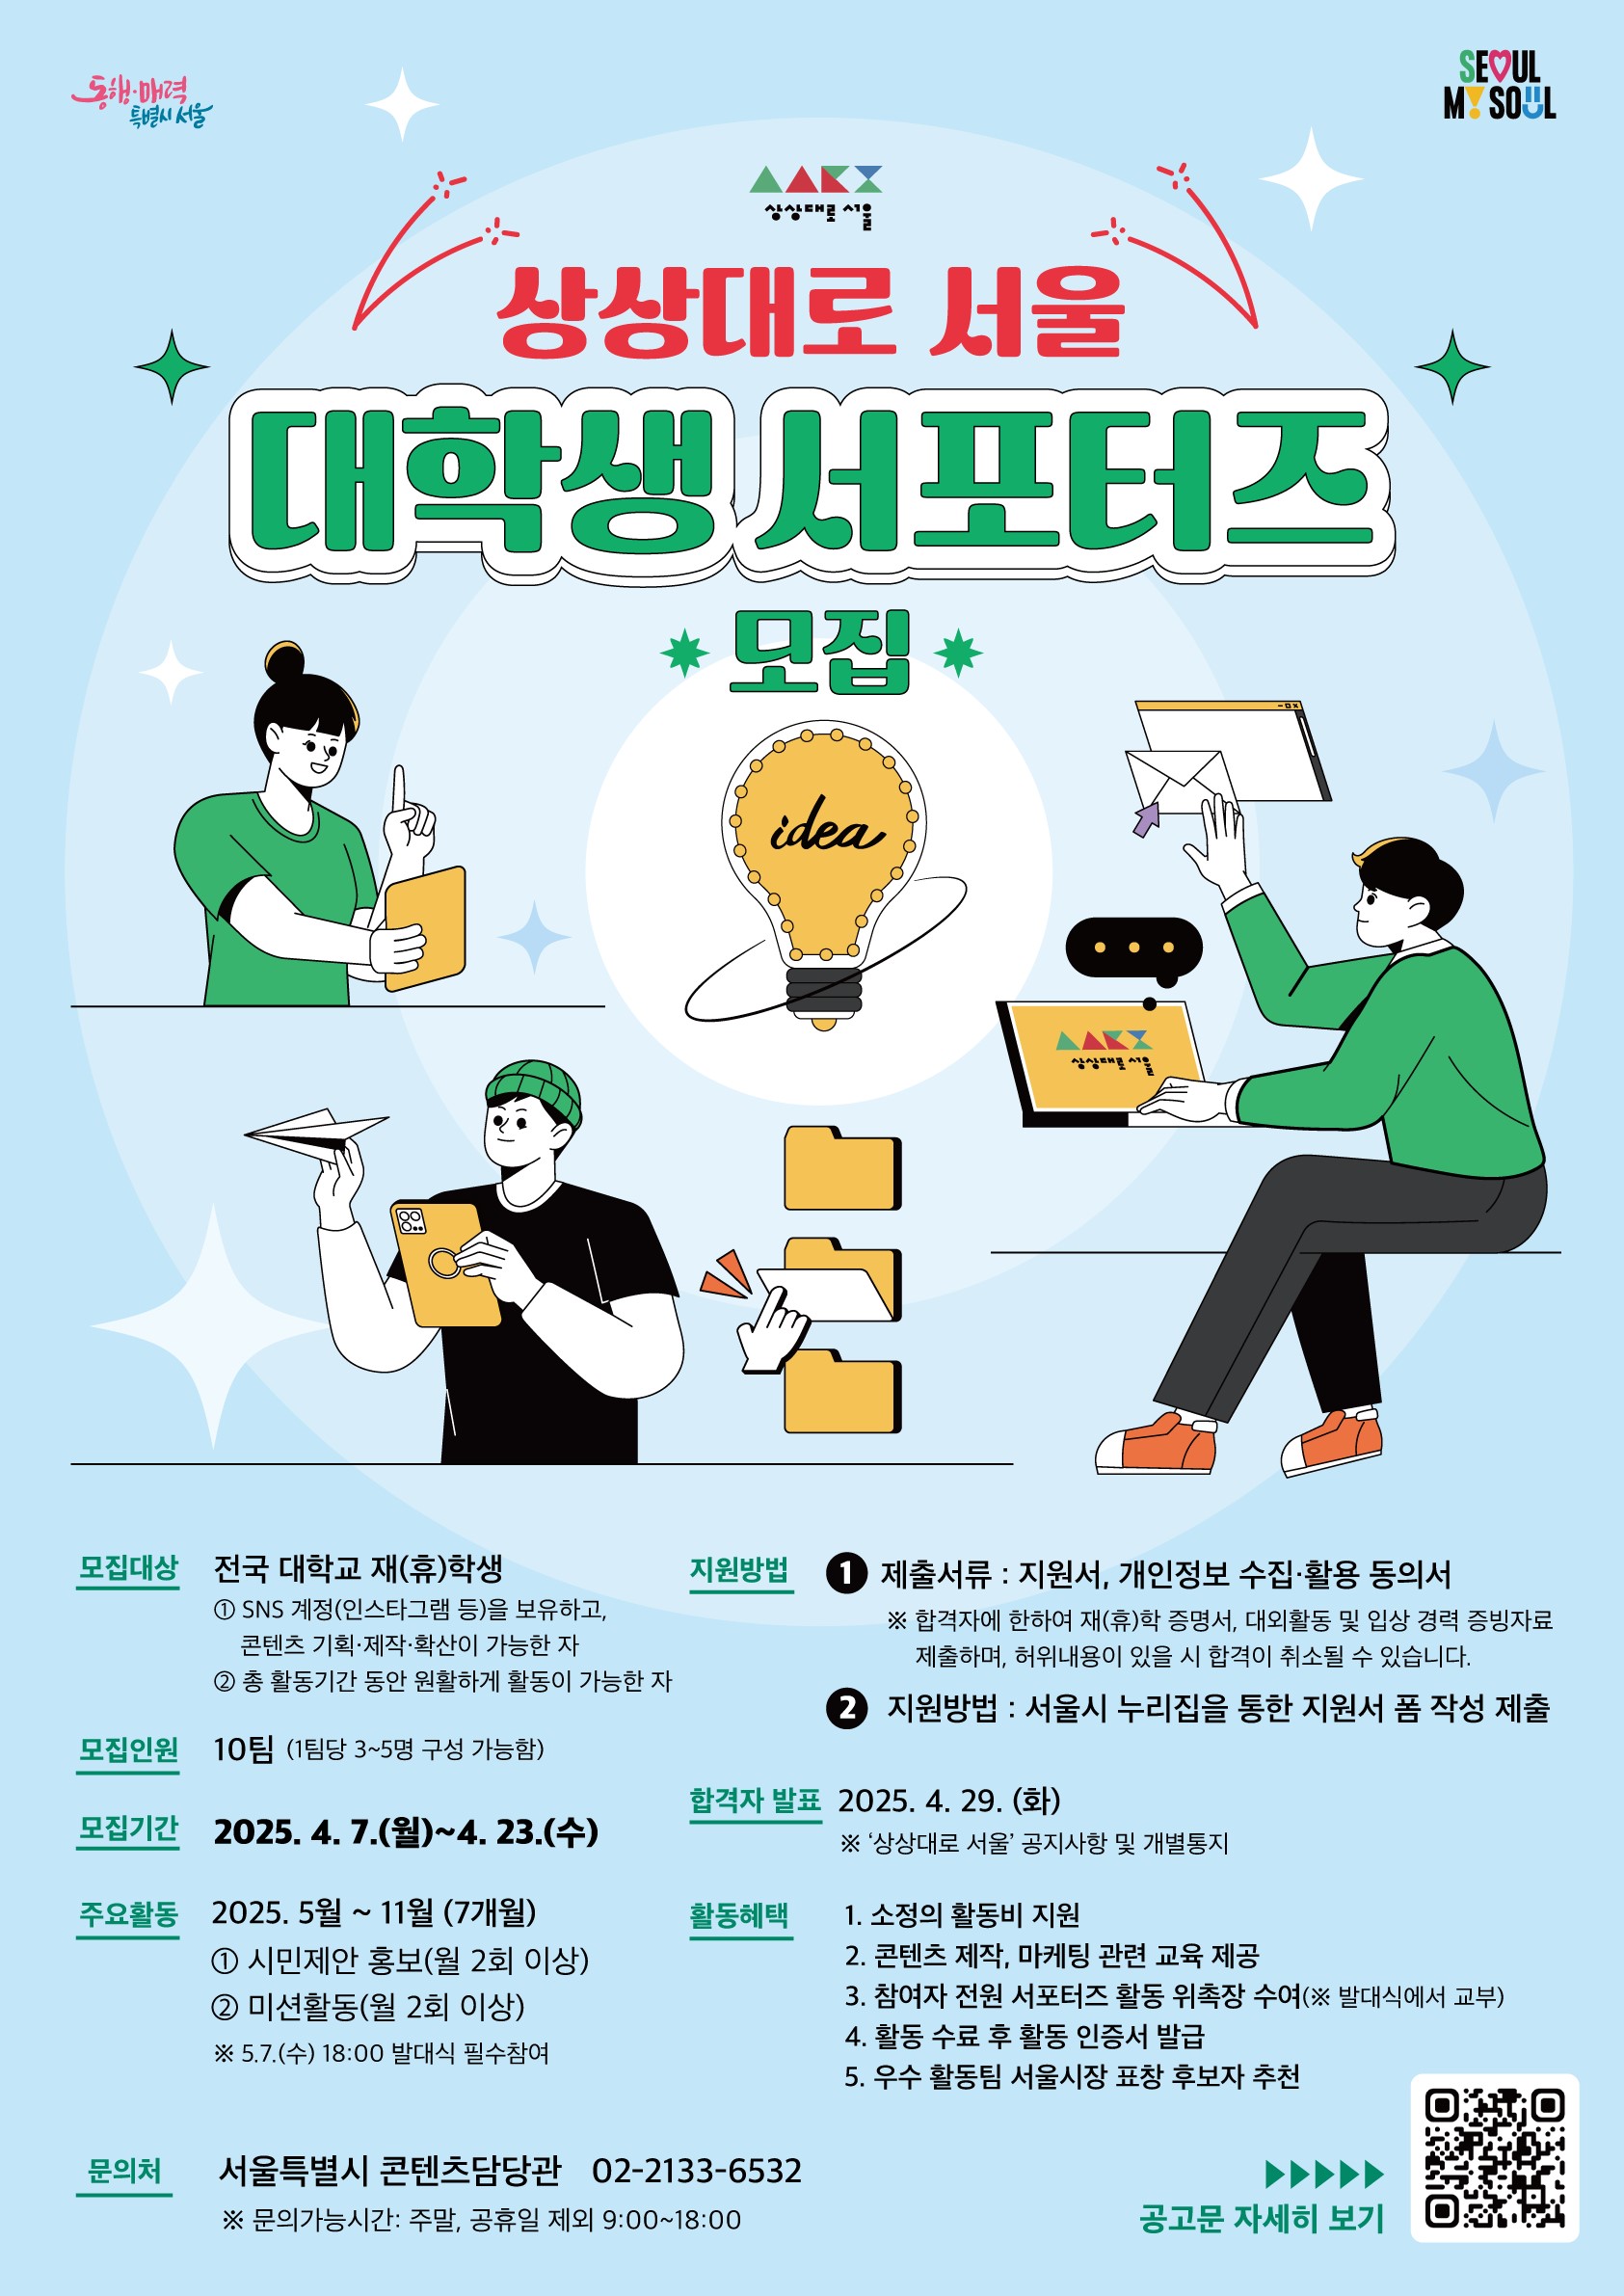 동행·매력
특별시 서울
SEOUL
MY SOUL
상상대로 서울
상상대로 서울
대학생 서포터즈
모집
idea
상상대로 서울
모집대상 전국 대학교 재(휴)학생
① SNS 계정(인스타그램 등)을 보유하고,
콘텐츠 기획·제작·확산이 가능한 자
② 총 활동기간 동안 원활하게 활동이 가능한 자
모집인원 10팀 (1팀당 3~5명 구성 가능함)
모집기간 2025. 4. 7.(월)~4. 23.(수)
주요활동 2025. 5월 ~ 11월 (7개월)
① 시민제안 홍보(월 2회 이상)
② 미션활동(월 2회 이상)
※ 5.7.(수) 18:00 발대식 필수참여
지원방법 1 제출서류 : 지원서, 개인정보 수집·활용 동의서
※ 합격자에 한하여 재(휴)학 증명서, 대외활동 및 입상 경력 증빙자료
제출하며, 허위내용이 있을 시 합격이 취소될 수 있습니다.
2 지원방법 : 서울시 누리집을 통한 지원서 폼 작성 제출
합격자 발표 2025. 4. 29. (화)
※ ‘상상대로 서울’ 공지사항 및 개별통지
활동혜택 1. 소정의 활동비 지원
2. 콘텐츠 제작, 마케팅 관련 교육 제공
3. 참여자 전원 서포터즈 활동 위촉장 수여(※ 발대식에서 교부)
4. 활동 수료 후 활동 인증서 발급
5. 우수 활동팀 서울시장 표창 후보자 추천
문의처 서울특별시 콘텐츠담당관 02-2133-6532
※ 문의가능시간: 주말, 공휴일 제외 9:00~18:00
공고문 자세히 보기